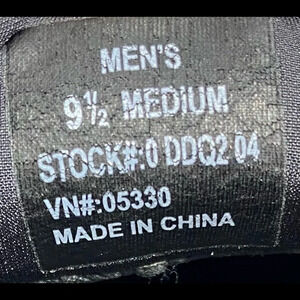 MEN'S
9½ MEDIUM
STOCK#:0 DDQ2 04
VN#:05330
MADE IN CHINA